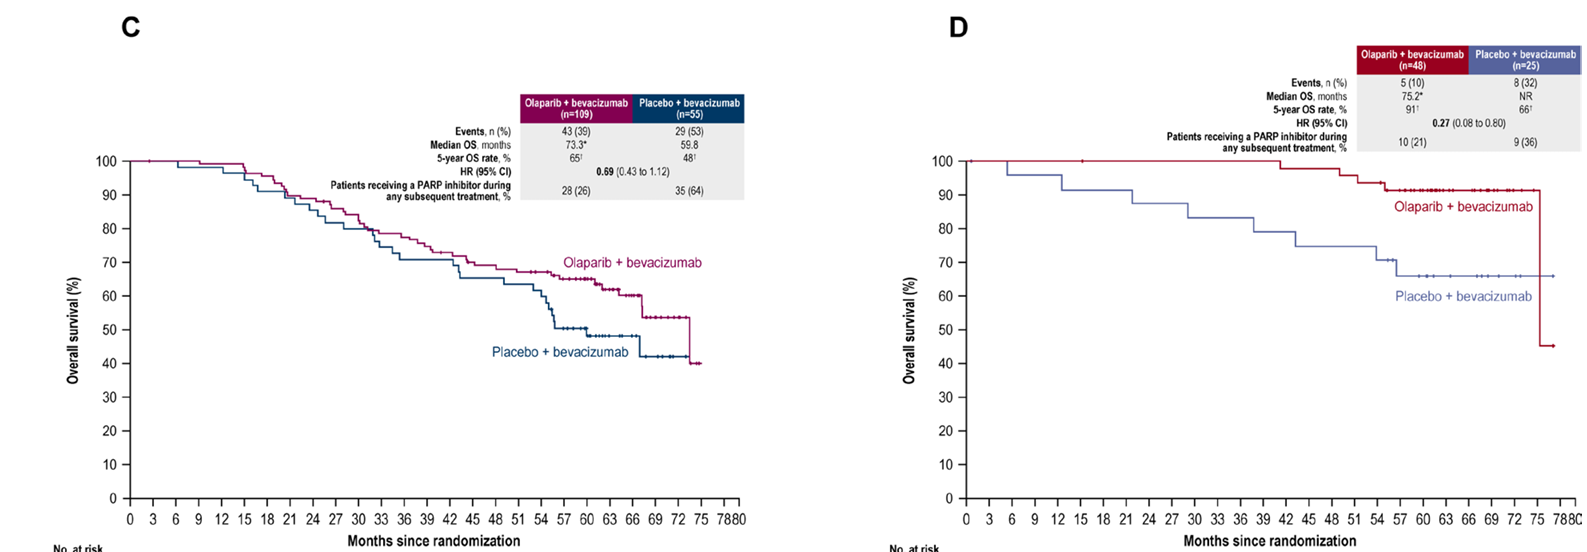 C
Olaparib + bevacizumab Placebo + bevacizumab
(n=109) (n=55)
Events, n (%) 43 (39) 29 (53)
Median OS, months 73.3* 59.8
5-year OS rate, % 65† 48†
HR (95% CI) 0.69 (0.43 to 1.12)
Patients receiving a PARP inhibitor during
any subsequent treatment, % 28 (26) 35 (64)
100
90
80
70
60
50
40
30
20
10
0
Overall survival (%)
Olaparib + bevacizumab
Placebo + bevacizumab
0 3 6 9 12 15 18 21 24 27 30 33 36 39 42 45 48 51 54 57 60 63 66 69 72 75 7880
Months since randomization
No. at risk
D
Olaparib + bevacizumab Placebo + bevacizumab
(n=48) (n=25)
Events, n (%) 5 (10) 8 (32)
Median OS, months 75.2* NR
5-year OS rate, % 91† 66†
HR (95% CI) 0.27 (0.08 to 0.80)
Patients receiving a PARP inhibitor during
any subsequent treatment, % 10 (21) 9 (36)
100
90
80
70
60
50
40
30
20
10
0
Overall survival (%)
Olaparib + bevacizumab
Placebo + bevacizumab
0 3 6 9 12 15 18 21 24 27 30 33 36 39 42 45 48 51 54 57 60 63 66 69 72 75 7880
Months since randomization
No. at risk